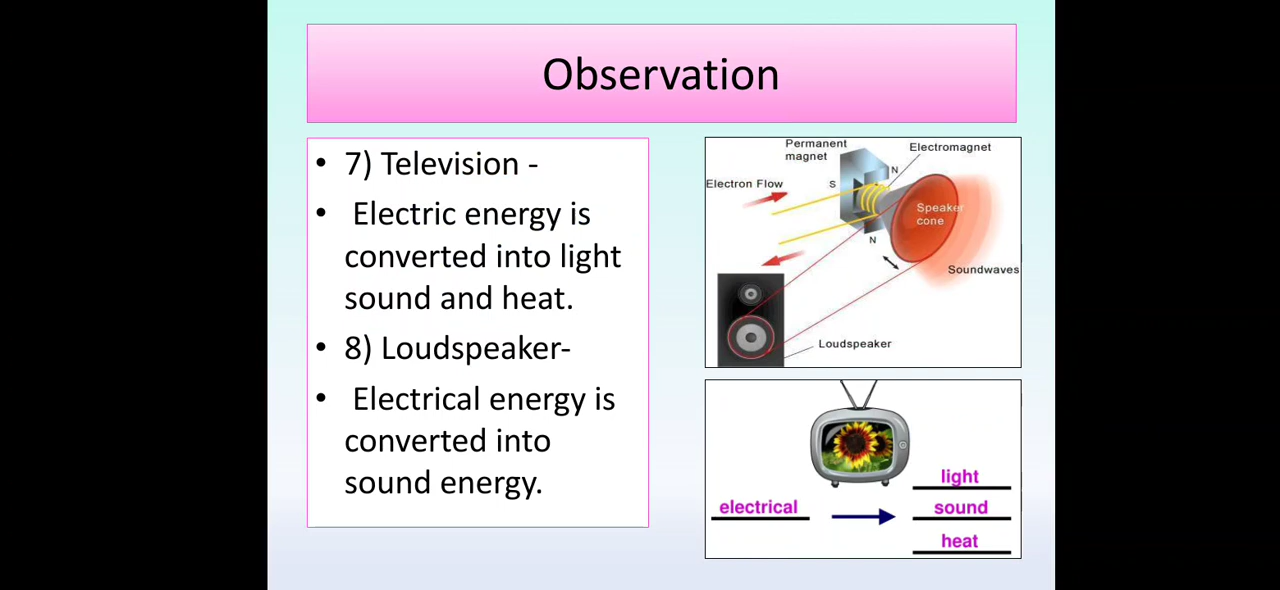 Observation
• 7) Television -
• Electric energy is
converted into light
sound and heat.
• 8) Loudspeaker-
• Electrical energy is
converted into
sound energy.
Permanent
magnet
Electromagnet
N
S
Electron Flow
Speaker
cone
N
Soundwaves
Loudspeaker
light
electrical
sound
heat